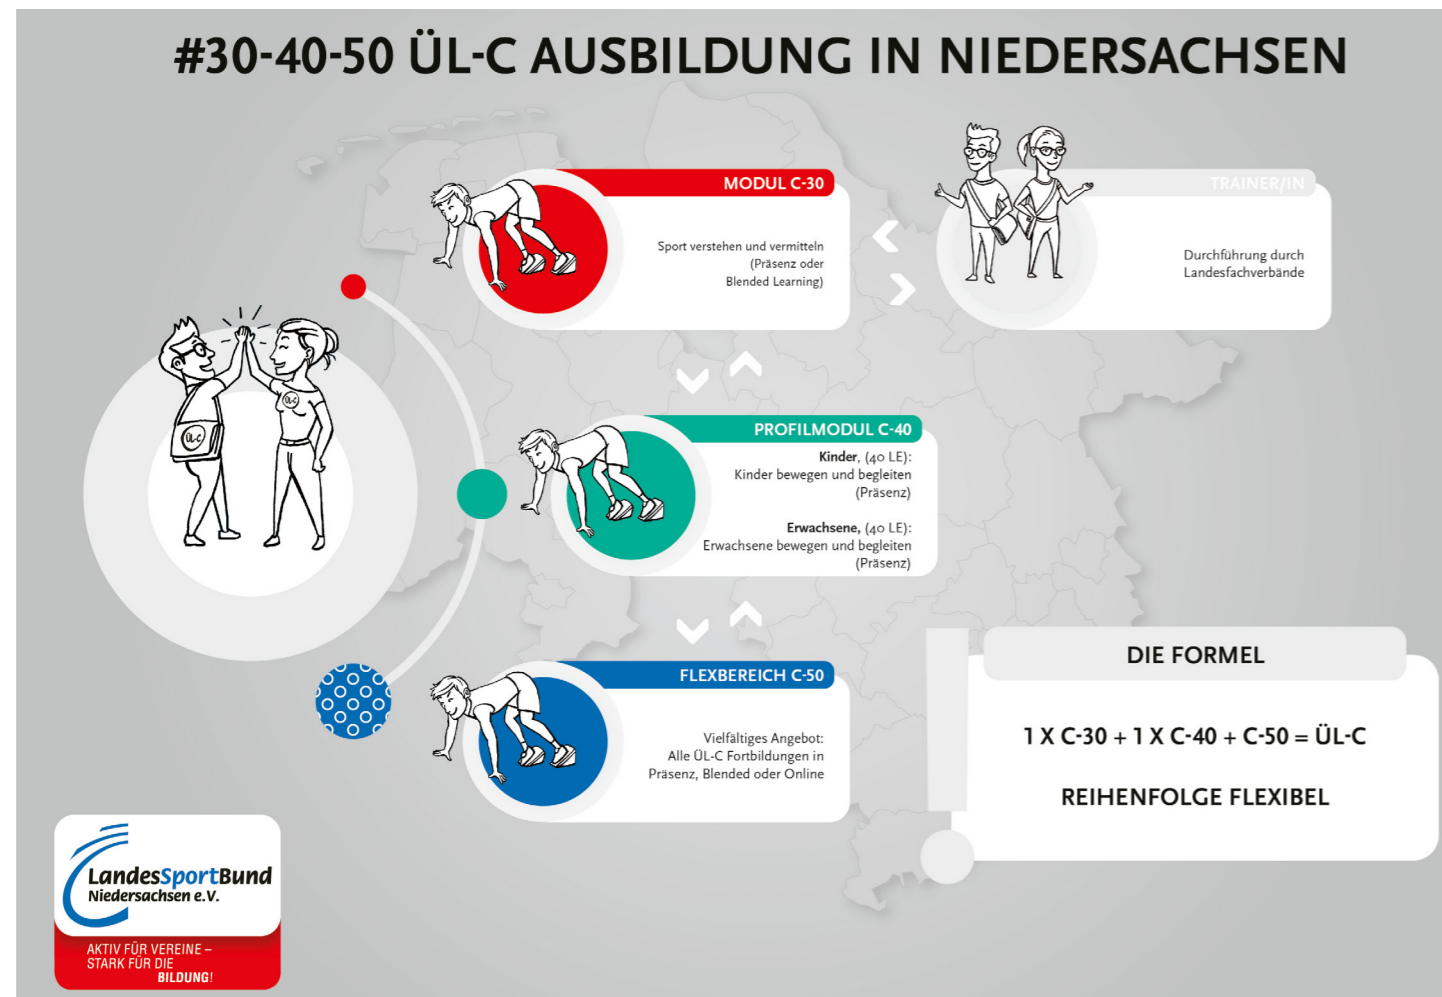 #30-40-50 ÜL-C AUSBILDUNG IN NIEDERSACHSEN
MODUL C-30
Sport verstehen und vermitteln
(Präsenz oder
Blended Learning)
TRAINER/IN
Durchführung durch
Landesfachverbände
ÜL-C
ÜL-C
PROFILMODUL C-40
Kinder, (40 LE):
Kinder bewegen und begleiten
(Präsenz)
Erwachsene, (40 LE):
Erwachsene bewegen und begleiten
(Präsenz)
FLEXBEREICH C-50
Vielfältiges Angebot:
Alle ÜL-C Fortbildungen in
Präsenz, Blended oder Online
DIE FORMEL
1 X C-30 + 1 X C-40 + C-50 = ÜL-C
REIHENFOLGE FLEXIBEL
LandesSportBund
Niedersachsen e.V.
AKTIV FÜR VEREINE –
STARK FÜR DIE
BILDUNG!